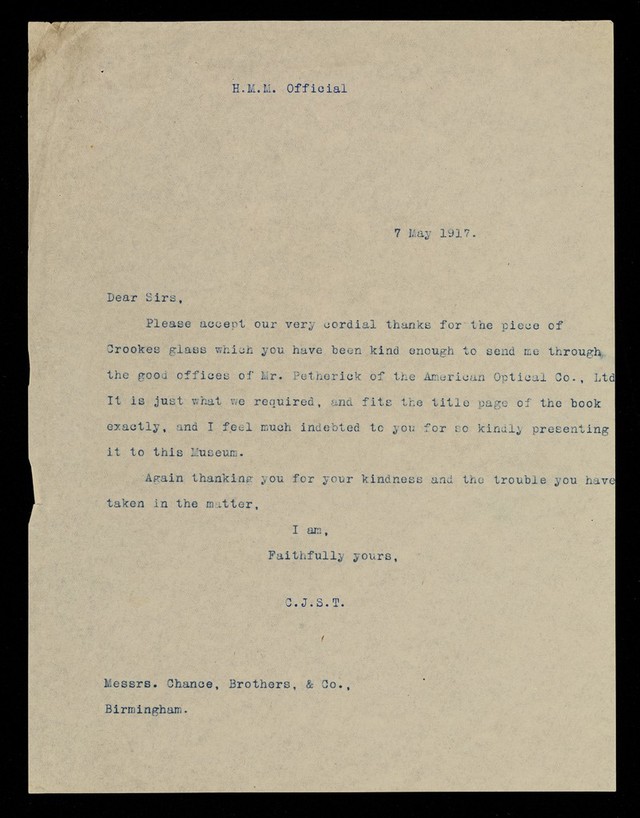 H.M.M. Official
7 May 1917.
Dear Sirs,
Please accept our very cordial thanks for the piece of
Crookes glass which you have been kind enough to send me through
the good offices of Mr. Petherick of the American Optical Co., Ltd
It is just what we required, and fits the title page of the book
exactly, and I feel much indebted to you for so kindly presenting
it to this Museum.
Again thanking you for your kindness and the trouble you have
taken in the matter,
I am,
Faithfully yours,
C.J.S.T.
Messrs. Chance, Brothers, & Co.,
Birmingham.